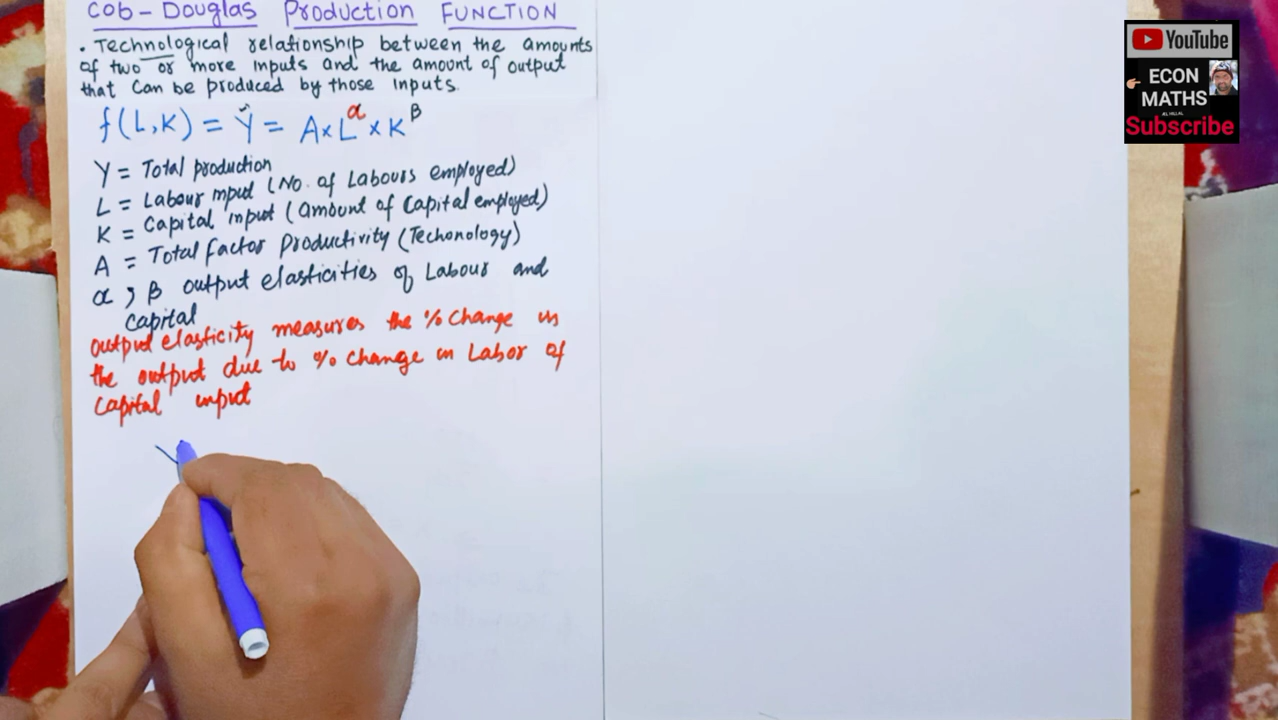 Cob-Douglas Production FUNCTION
• Technological relationship between the amounts
of two or more inputs and the amount of output
that can be produced by those inputs.
f(L,K) = Y = A×L^α × K^β
Y = Total production
L = Labour input (No. of Labours employed)
K = Capital input (amount of Capital employed)
A = Total factor Productivity (Techonology)
α ; β output elasticities of Labour and
Capital
output elasticity measures the % change in
the output due to % change in Labor of
Capital input
YouTube
ECON
MATHS
Subscribe